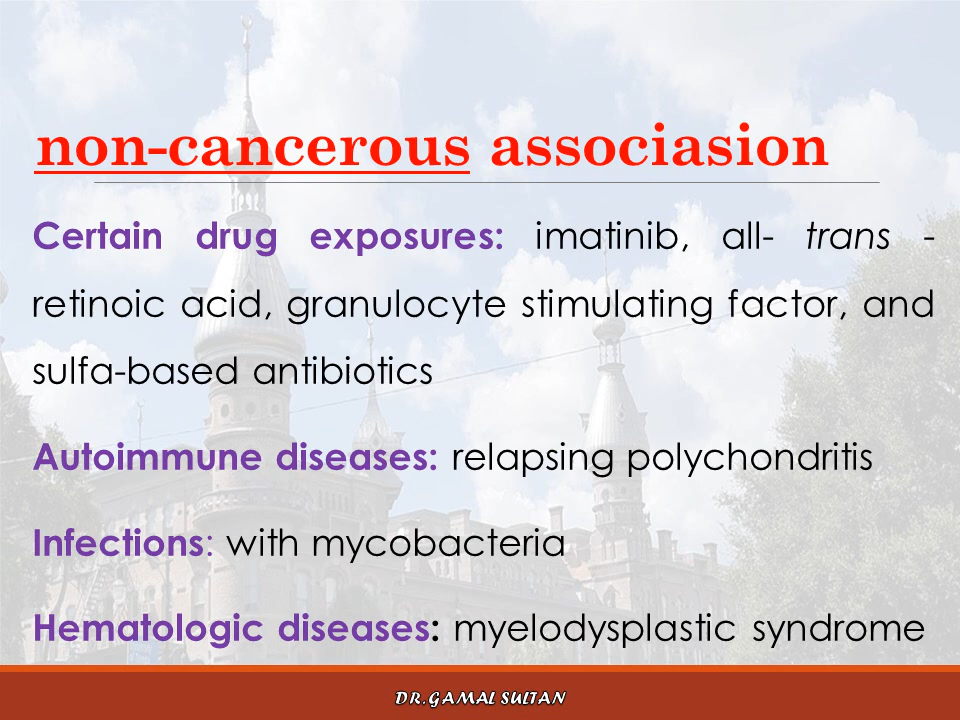 non-cancerous associasion
Certain drug exposures: imatinib, all- trans -
retinoic acid, granulocyte stimulating factor, and
sulfa-based antibiotics
Autoimmune diseases: relapsing polychondritis
Infections: with mycobacteria
Hematologic diseases: myelodysplastic syndrome
DR.GAMAL SULTAN